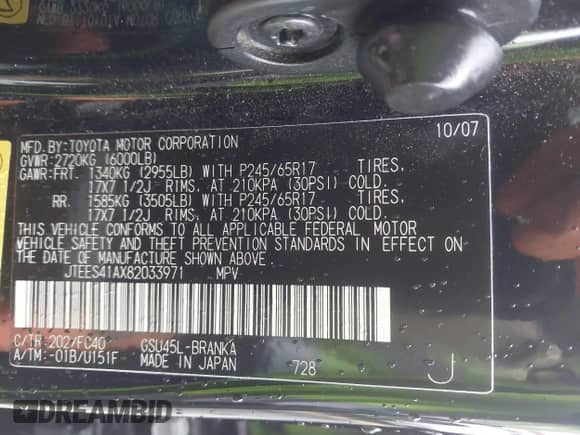 MFD.BY:TOYOTA MOTOR CORPORATION 10/07
GVWR:2720KG (6000LB)
GAWR:FRT. 1340KG (2955LB) WITH P245/65R17 TIRES,
17X7 1/2J RIMS, AT 210KPA (30PSI) COLD.
RR. 1585KG (3505LB) WITH P245/65R17 TIRES,
17X7 1/2J RIMS, AT 210KPA (30PSI) COLD.
THIS VEHICLE CONFORMS TO ALL APPLICABLE FEDERAL MOTOR
VEHICLE SAFETY AND THEFT PREVENTION STANDARDS IN EFFECT ON
THE DATE OF MANUFACTURE SHOWN ABOVE.
JTEES41AX82033971 MPV
C/TR:202/FC40 GSU45L-BRANKA
A/TM:-01B/U151F MADE IN JAPAN 728 J
DREAMBID